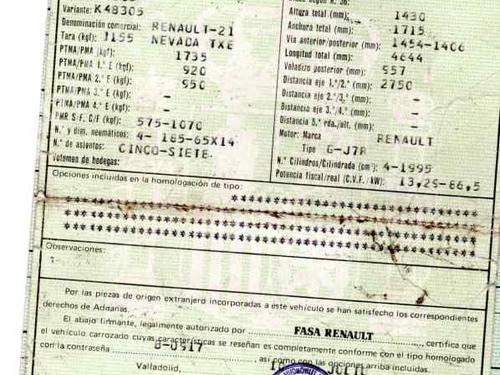 Variante: K48305
Denominación comercial: RENAULT-21
Tara (kgf): 1155 NEVADA TXE
PTMA/PMA (kgf): 1735
PTMA/PMA 1.° E (kgf): 920
PTMA/PMA 2.° E (kgf): 950
PTMA/PMA 3.° E (kgf): -
PTMA/PMA 4.° E (kgf): -
PMR S.F. C/F (kgf): 575-1070
N.° y dim. neumáticos: 4- 185-65X14
N.° de asientos: CINCO-SIETE.
Volumen de bodegas:
Altura total (mm): 1430
Anchura total (mm): 1715
Vía anterior/posterior (mm): 1454-1406
Longitud total (mm): 4644
Voladizo posterior (mm): 957
Distancia eje 1.°/2.° (mm): 2750
Distancia eje 2.°/3.° (mm): -
Distancia eje 3.°/4.° (mm): -
Distancia 5.ª rda./ult. (mm): -
Motor: Marca RENAULT
Tipo G-J7R
N.° Cilindros/Cilindrada (cm³): 4-1995
Potencia fiscal/real (C.V.F./kW): 13,29-86,5
Opciones incluidas en la homologación de tipo:
Observaciones:
Por las piezas de origen extranjero incorporadas a este vehículo se han satisfecho los correspondientes
derechos de Aduanas.
El abajo firmante, legalmente autorizado por FASA RENAULT, certifica que
el vehículo carrozado cuyas características se reseñan es completamente conforme con el tipo homologado
con la contraseña B-0917, así como con las opciones arriba incluidas.
Valladolid, JULIO